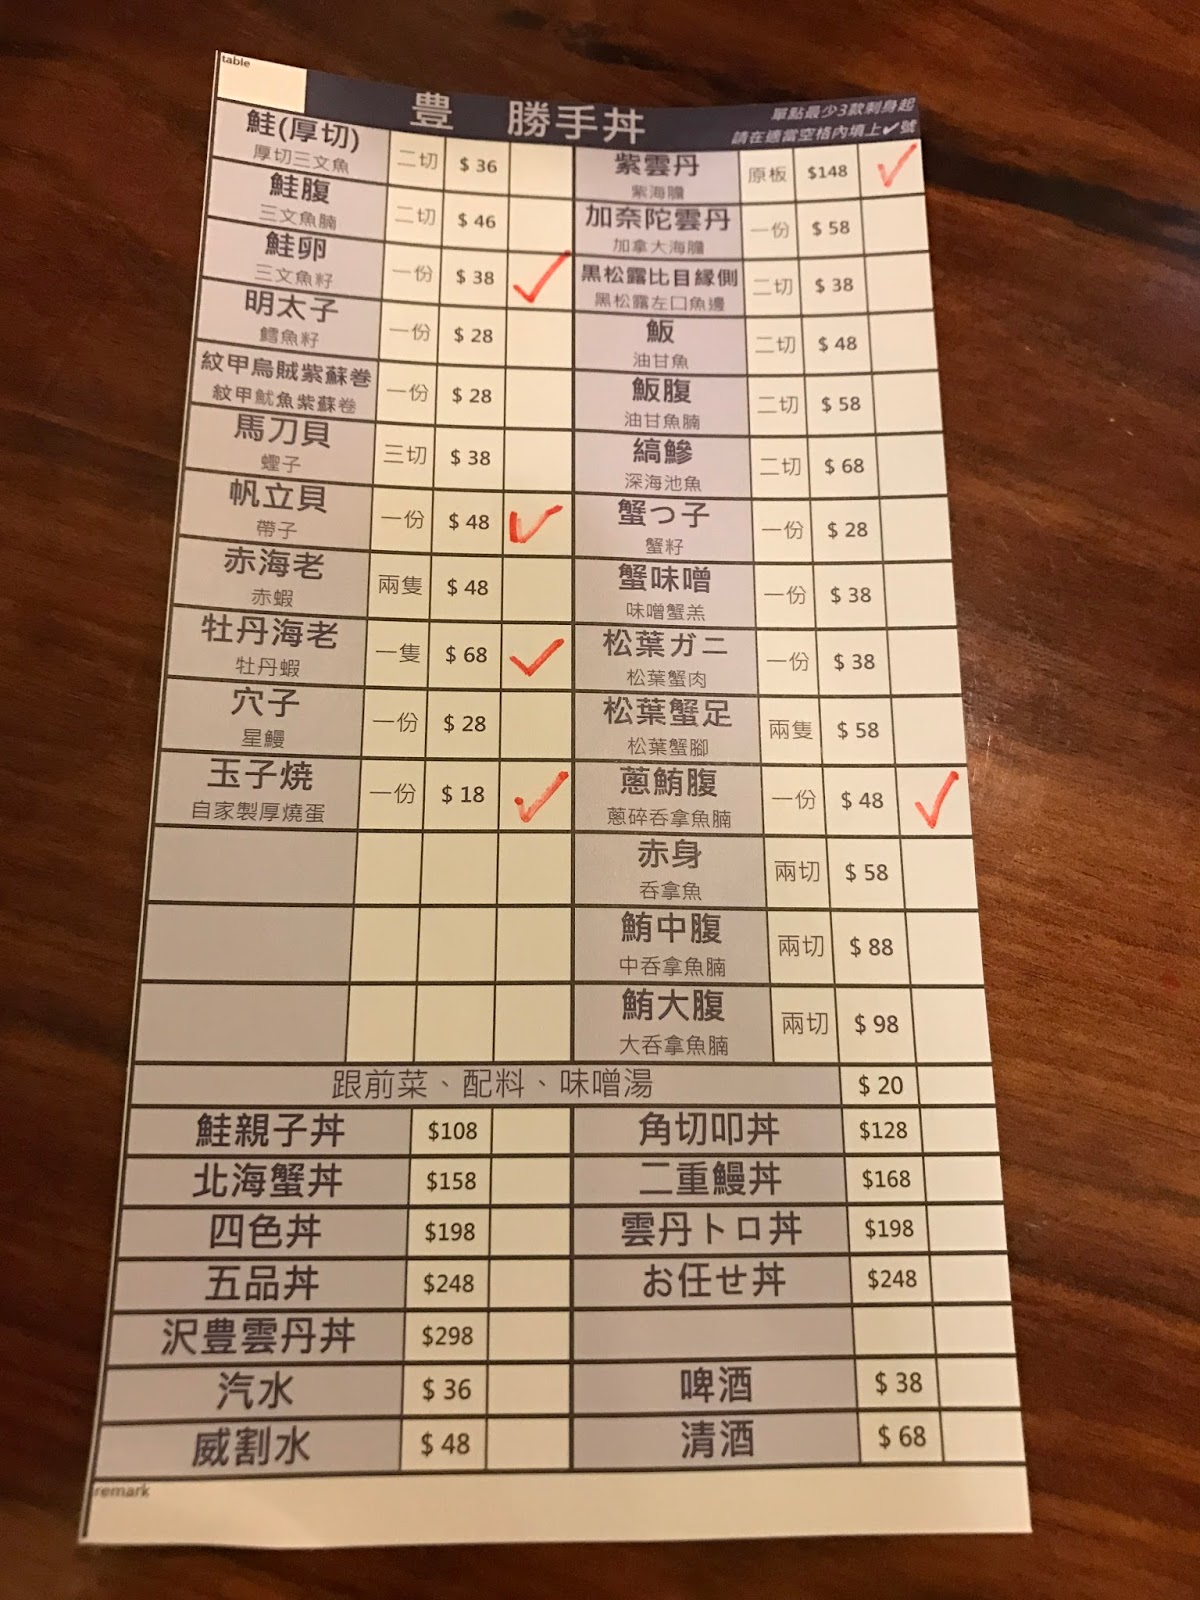 table
豊 勝手丼
單點最少3款刺身起
請在適當空格內填上✓號
鮭(厚切) 二切 $ 36
厚切三文魚
鮭腹 二切 $ 46
三文魚腩
鮭卵 一份 $ 38 ✓
三文魚籽
明太子 一份 $ 28
鱈魚籽
紋甲烏賊紫蘇卷 一份 $ 28
紋甲魷魚紫蘇卷
馬刀貝 三切 $ 38
蟶子
帆立貝 一份 $ 48 ✓
帶子
赤海老 兩隻 $ 48
赤蝦
牡丹海老 一隻 $ 68 ✓
牡丹蝦
穴子 一份 $ 28
星鰻
玉子燒 一份 $ 18 ✓
自家製厚燒蛋
紫雲丹 原板 $148 ✓
紫海膽
加奈陀雲丹 一份 $ 58
加拿大海膽
黒松露比目縁側 二切 $ 38
黑松露左口魚邊
魬 二切 $ 48
油甘魚
魬腹 二切 $ 58
油甘魚腩
縞鰺 二切 $ 68
深海池魚
蟹っ子 一份 $ 28
蟹籽
蟹味噌 一份 $ 38
味噌蟹羔
松葉ガニ 一份 $ 38
松葉蟹肉
松葉蟹足 兩隻 $ 58
松葉蟹腳
蔥鮪腹 一份 $ 48 ✓
蔥碎吞拿魚腩
赤身 兩切 $ 58
吞拿魚
鮪中腹 兩切 $ 88
中吞拿魚腩
鮪大腹 兩切 $ 98
大吞拿魚腩
跟前菜、配料、味噌湯 $ 20
鮭親子丼 $108 角切叩丼 $128
北海蟹丼 $158 二重鰻丼 $168
四色丼 $198 雲丹トロ丼 $198
五品丼 $248 お任せ丼 $248
沢豊雲丹丼 $298
汽水 $ 36 啤酒 $ 38
威割水 $ 48 清酒 $ 68
remark